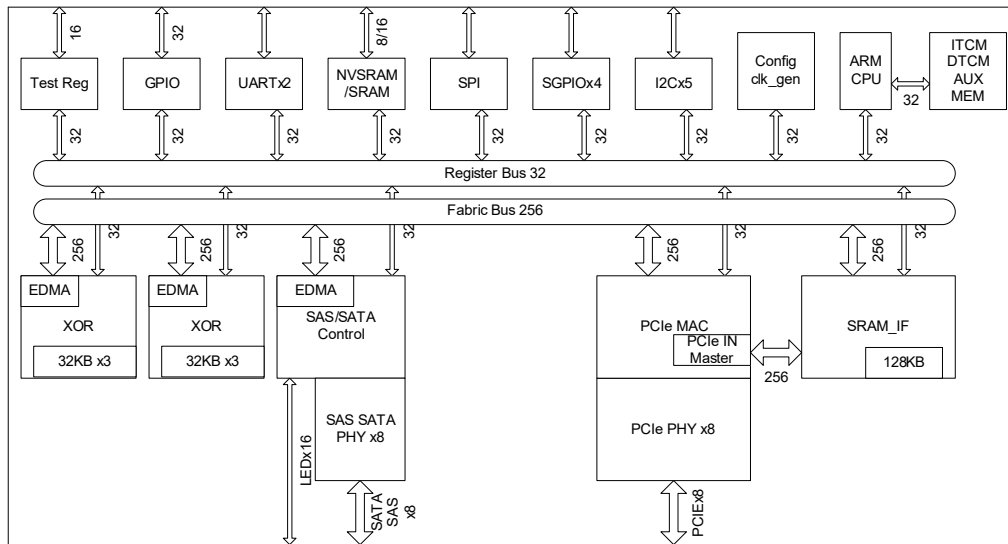 16
32
8/16
Test Reg
GPIO
UARTx2
NVSRAM
/SRAM
SPI
SGPIOx4
I2Cx5
Config
clk_gen
ARM
CPU
32
ITCM
DTCM
AUX
MEM
32
32
32
32
32
32
32
32
32
Register Bus 32
Fabric Bus 256
256
32
256
32
256
32
256
32
256
32
EDMA
XOR
32KB x3
EDMA
XOR
32KB x3
EDMA
SAS/SATA
Control
PCIe MAC
PCIe IN
Master
256
SRAM_IF
128KB
SAS SATA
PHY x8
PCIe PHY x8
LEDx16
SATA
SAS
x8
PCIEx8